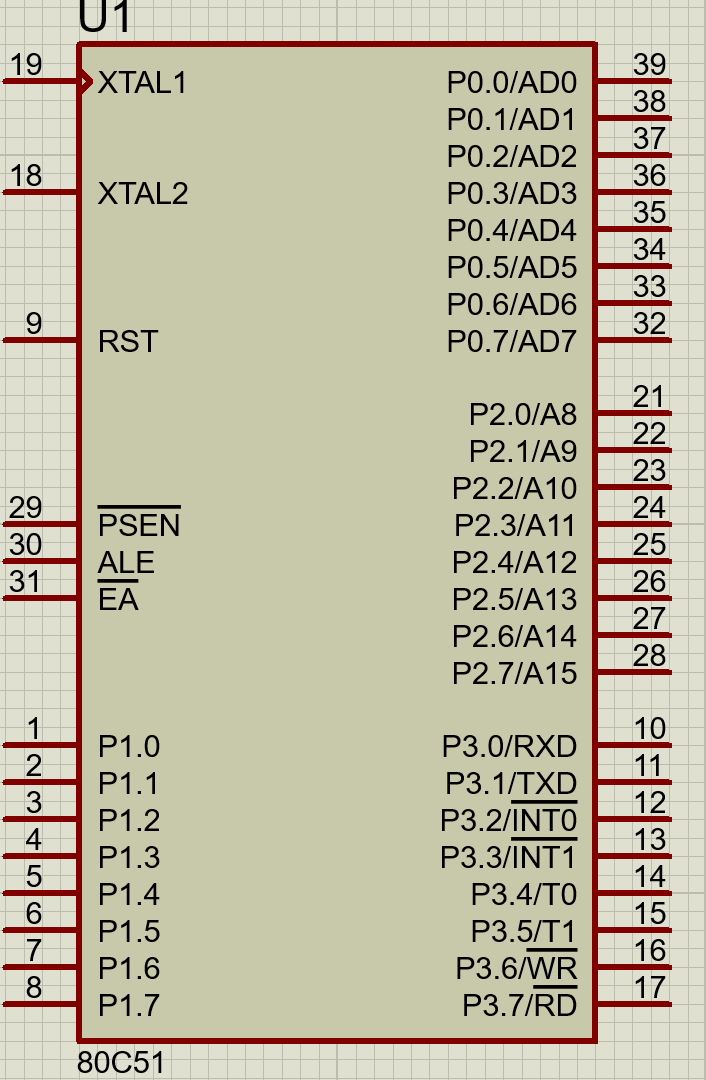 U1
19 XTAL1 P0.0/AD0 39
P0.1/AD1 38
P0.2/AD2 37
18 XTAL2 P0.3/AD3 36
P0.4/AD4 35
P0.5/AD5 34
P0.6/AD6 33
9 RST P0.7/AD7 32
P2.0/A8 21
P2.1/A9 22
P2.2/A10 23
29 PSEN P2.3/A11 24
30 ALE P2.4/A12 25
31 EA P2.5/A13 26
P2.6/A14 27
P2.7/A15 28
1 P1.0 P3.0/RXD 10
2 P1.1 P3.1/TXD 11
3 P1.2 P3.2/INT0 12
4 P1.3 P3.3/INT1 13
5 P1.4 P3.4/T0 14
6 P1.5 P3.5/T1 15
7 P1.6 P3.6/WR 16
8 P1.7 P3.7/RD 17
80C51